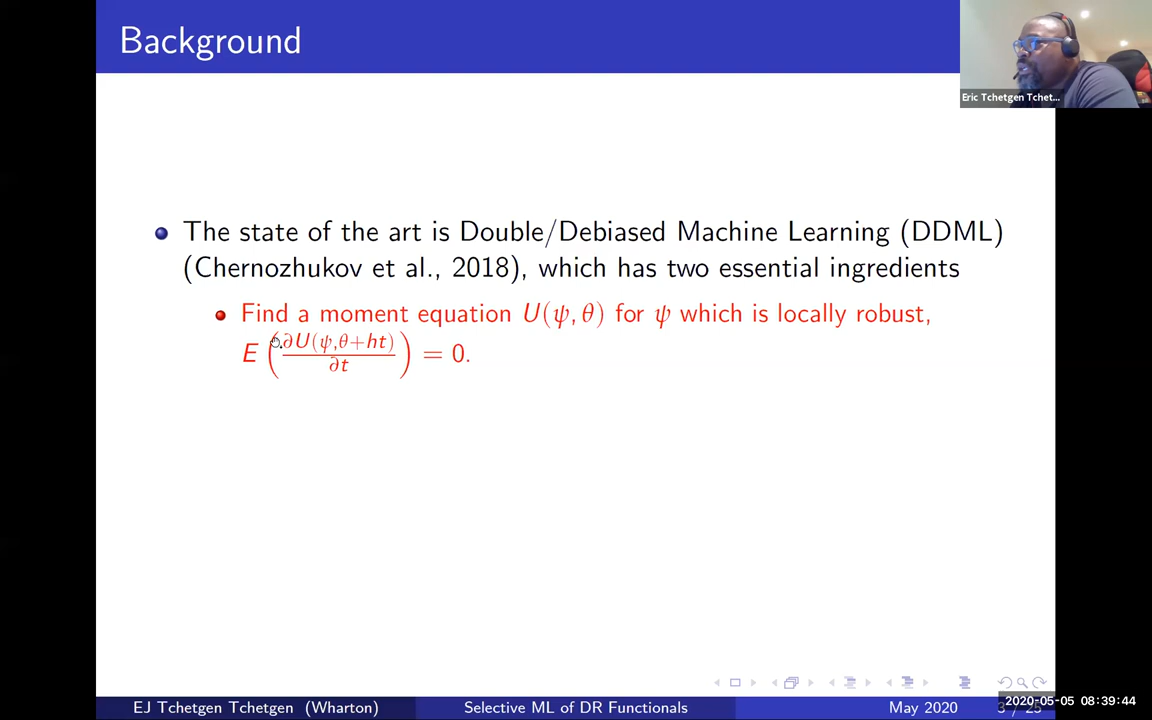 Background
Eric Tchetgen Tchet...
The state of the art is Double/Debiased Machine Learning (DDML)
(Chernozhukov et al., 2018), which has two essential ingredients
Find a moment equation U(ψ, θ) for ψ which is locally robust,
E(∂U(ψ,θ+ht)/∂t) = 0.
EJ Tchetgen Tchetgen (Wharton) Selective ML of DR Functionals May 2020 3 / 25
2020-05-05 08:39:44